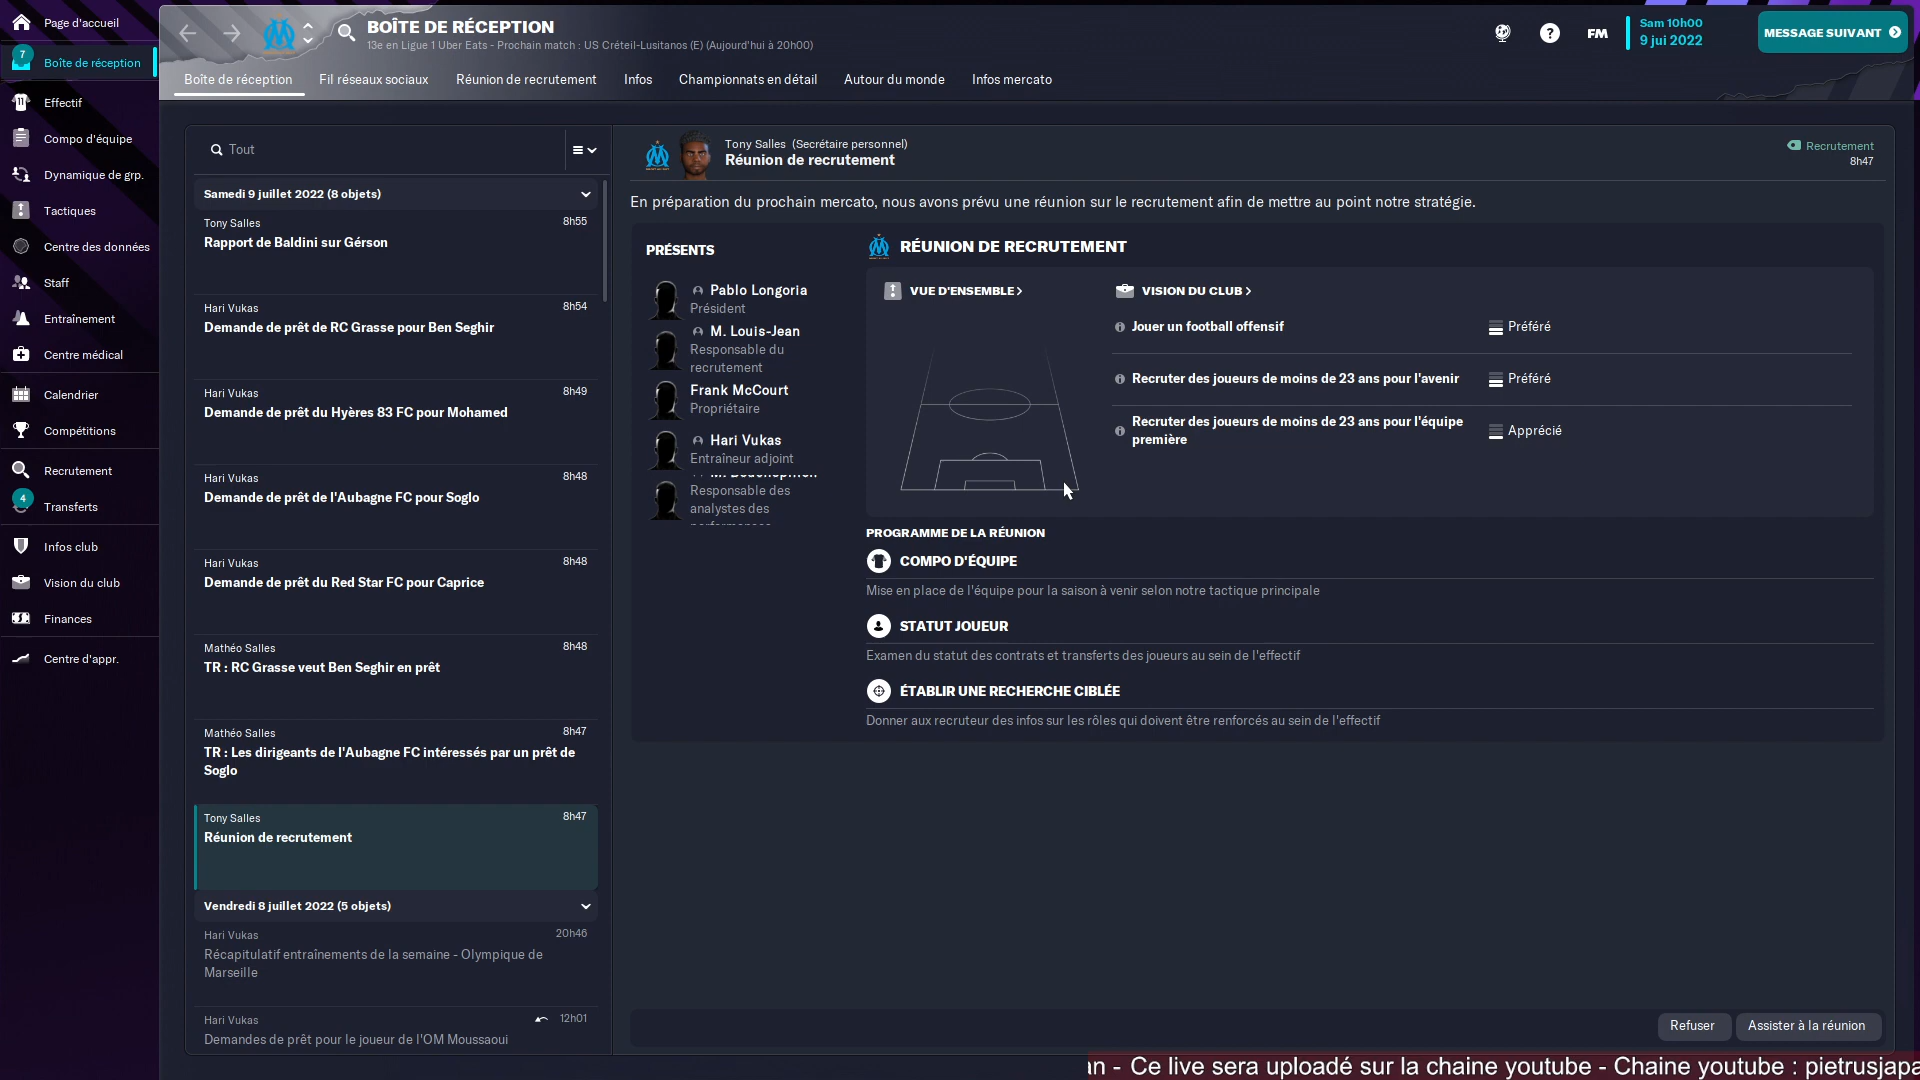 Page d'accueil
7
Boîte de réception
Effectif
Compo d'équipe
Dynamique de grp.
Tactiques
Centre des données
Staff
Entraînement
Centre médical
Calendrier
Compétitions
Recrutement
4
Transferts
Infos club
Vision du club
Finances
Centre d'appr.
BOÎTE DE RÉCEPTION
13e en Ligue 1 Uber Eats - Prochain match : US Créteil-Lusitanos (E) (Aujourd'hui à 20h00)
?
FM
Sam 10h00
9 jui 2022
MESSAGE SUIVANT
Boîte de réception
Fil réseaux sociaux
Réunion de recrutement
Infos
Championnats en détail
Autour du monde
Infos mercato
Tout
Samedi 9 juillet 2022 (8 objets)
Tony Salles
8h55
Rapport de Baldini sur Gérson
Hari Vukas
8h54
Demande de prêt de RC Grasse pour Ben Seghir
Hari Vukas
8h49
Demande de prêt du Hyères 83 FC pour Mohamed
Hari Vukas
8h48
Demande de prêt de l'Aubagne FC pour Soglo
Hari Vukas
8h48
Demande de prêt du Red Star FC pour Caprice
Mathéo Salles
8h48
TR : RC Grasse veut Ben Seghir en prêt
Mathéo Salles
8h47
TR : Les dirigeants de l'Aubagne FC intéressés par un prêt de
Soglo
Tony Salles
8h47
Réunion de recrutement
Vendredi 8 juillet 2022 (5 objets)
Hari Vukas
20h46
Récapitulatif entraînements de la semaine - Olympique de
Marseille
Hari Vukas
12h01
Demandes de prêt pour le joueur de l'OM Moussaoui
Tony Salles (Secrétaire personnel)
Réunion de recrutement
Recrutement
8h47
En préparation du prochain mercato, nous avons prévu une réunion sur le recrutement afin de mettre au point notre stratégie.
PRÉSENTS
Pablo Longoria
Président
M. Louis-Jean
Responsable du
recrutement
Frank McCourt
Propriétaire
Hari Vukas
Entraîneur adjoint
Responsable des
analystes des
RÉUNION DE RECRUTEMENT
VUE D'ENSEMBLE
VISION DU CLUB
Jouer un football offensif
Préféré
Recruter des joueurs de moins de 23 ans pour l'avenir
Préféré
Recruter des joueurs de moins de 23 ans pour l'équipe
première
Apprécié
PROGRAMME DE LA RÉUNION
COMPO D'ÉQUIPE
Mise en place de l'équipe pour la saison à venir selon notre tactique principale
STATUT JOUEUR
Examen du statut des contrats et transferts des joueurs au sein de l'effectif
ÉTABLIR UNE RECHERCHE CIBLÉE
Donner aux recruteur des infos sur les rôles qui doivent être renforcés au sein de l'effectif
Refuser
Assister à la réunion
an - Ce live sera uploadé sur la chaine youtube - Chaine youtube : pietrusjapa